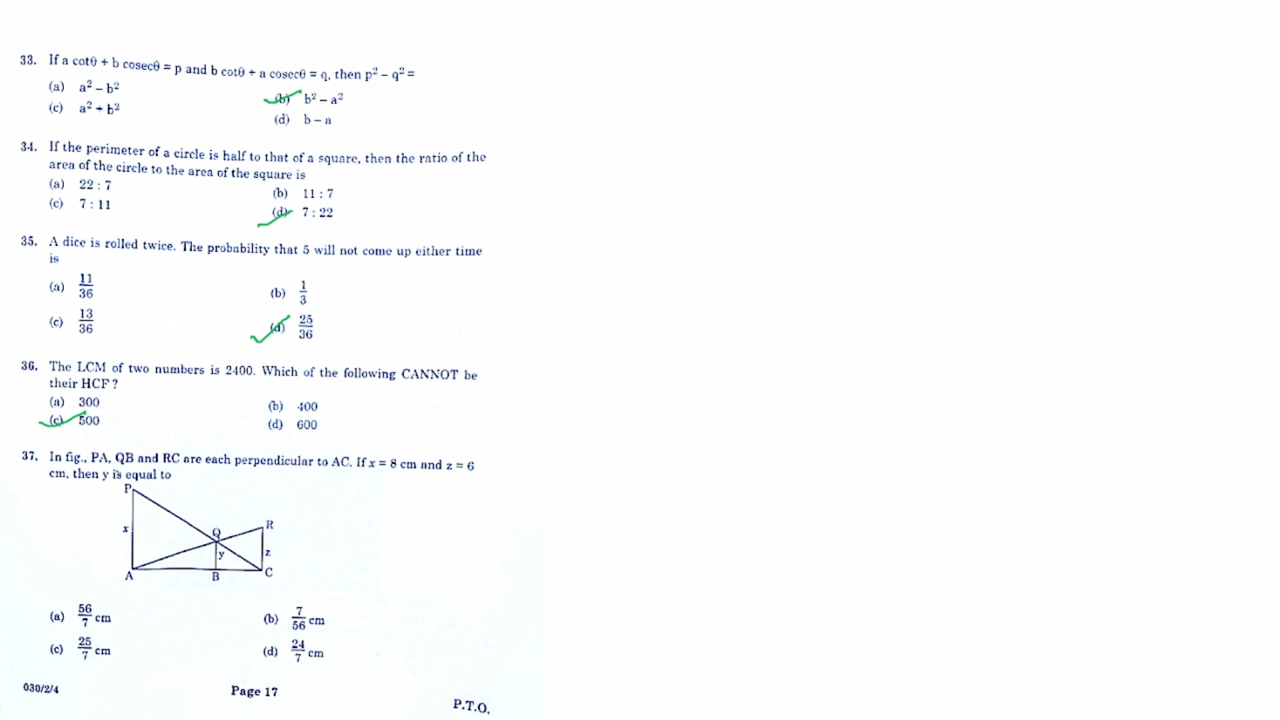 33. If a cotθ + b cosecθ = p and b cotθ + a cosecθ = q, then p² – q² =
(a) a² – b²
(b) b² – a²
(c) a² + b²
(d) b – a
34. If the perimeter of a circle is half to that of a square, then the ratio of the
area of the circle to the area of the square is
(a) 22 : 7
(b) 11 : 7
(c) 7 : 11
(d) 7 : 22
35. A dice is rolled twice. The probability that 5 will not come up either time
is
(a) 11/36
(b) 1/3
(c) 13/36
(d) 25/36
36. The LCM of two numbers is 2400. Which of the following CANNOT be
their HCF ?
(a) 300
(b) 400
(c) 500
(d) 600
37. In fig., PA, QB and RC are each perpendicular to AC. If x = 8 cm and z = 6
cm, then y is equal to
P
R
Q
x
y
z
A
B
C
(a) 56/7 cm
(b) 7/56 cm
(c) 25/7 cm
(d) 24/7 cm
030/2/4
Page 17
P.T.O.